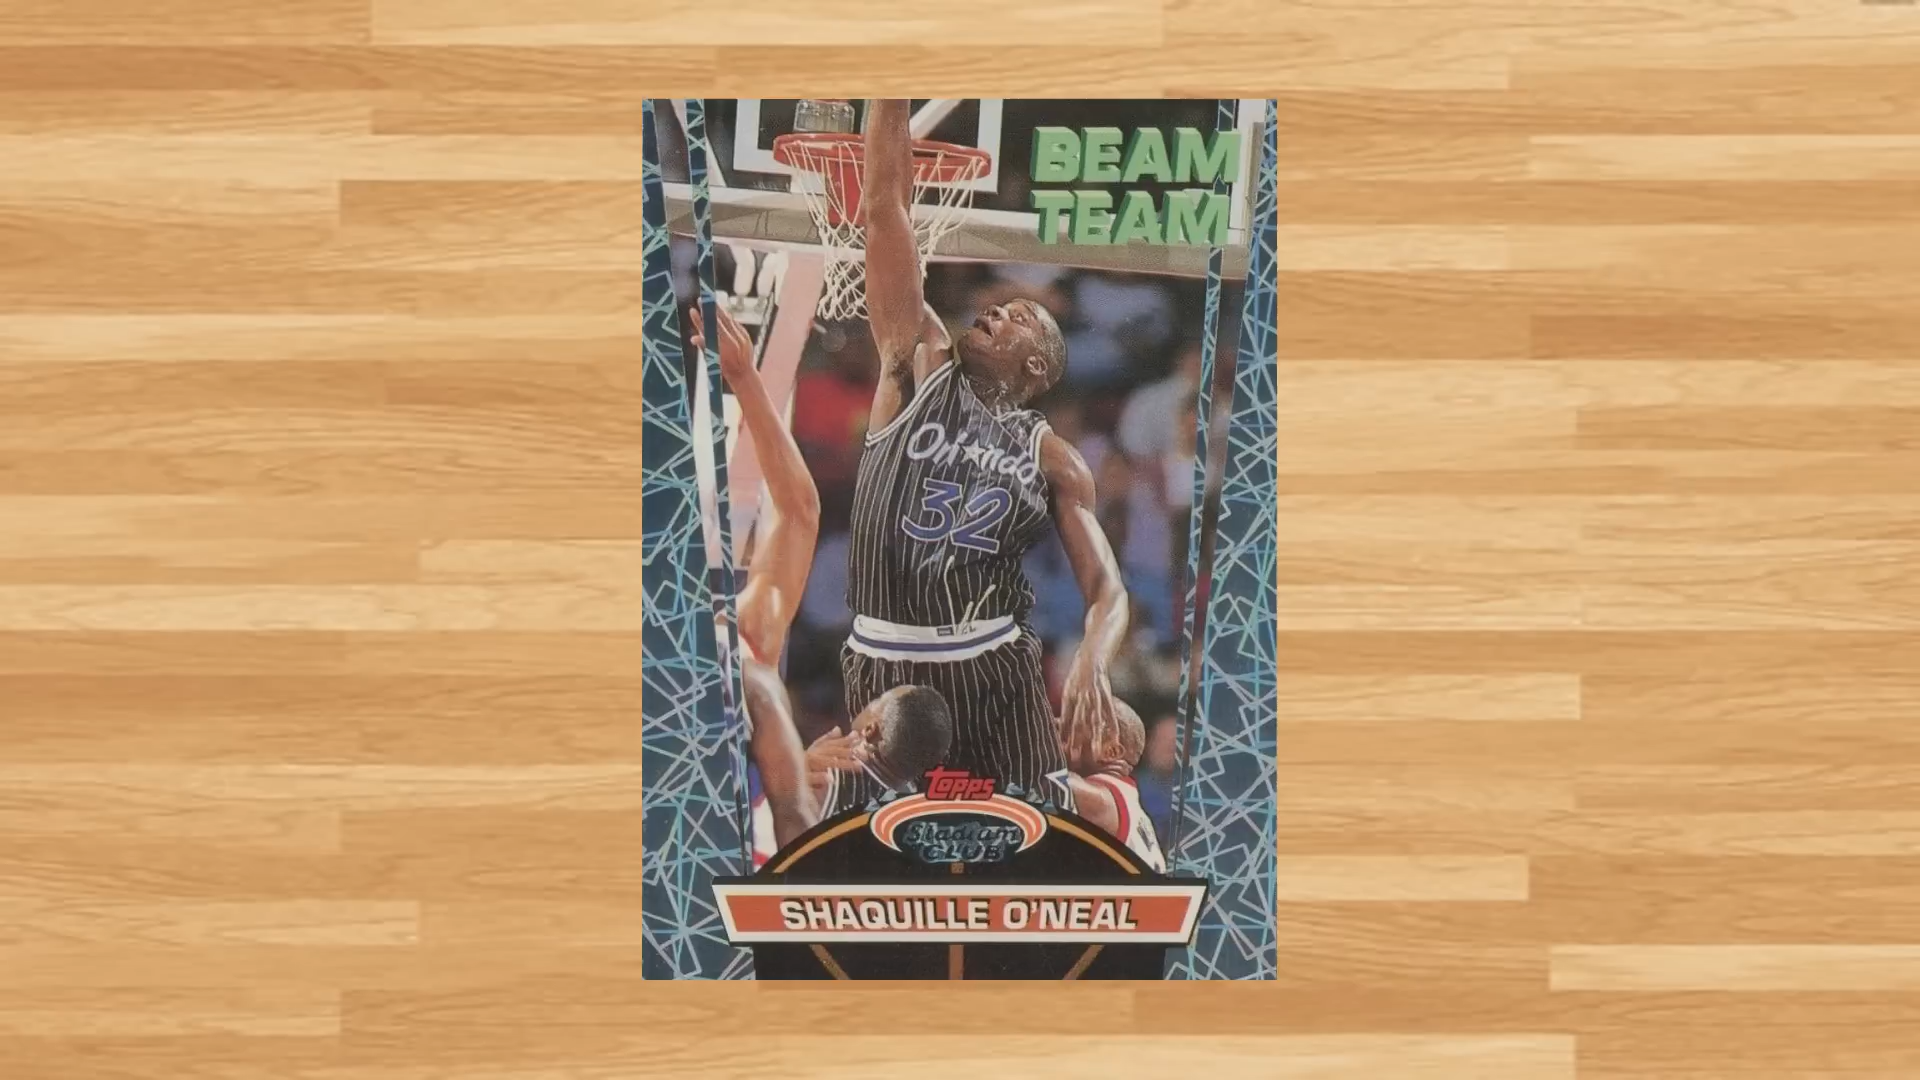 BEAM
TEAM
Orlando
32
Topps
Stadium
CLUB
SHAQUILLE O'NEAL